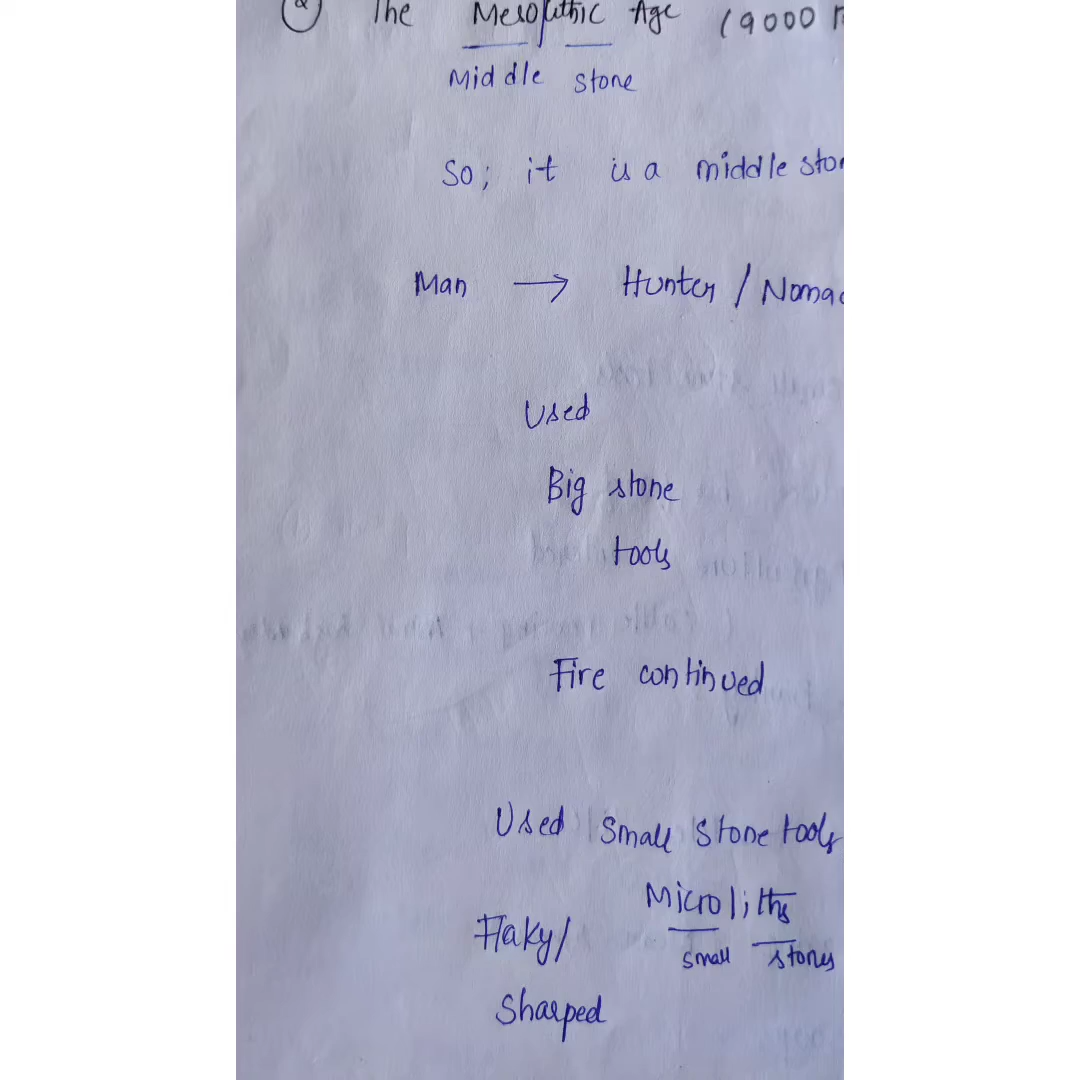 2 The Mesolithic Age (9000
Middle stone
So; it is a middle
Man → Hunter /
Used
Big stone
tools
Fire continued
Used Small Stone tools
Microliths
Flaky/ small stones
Sharped